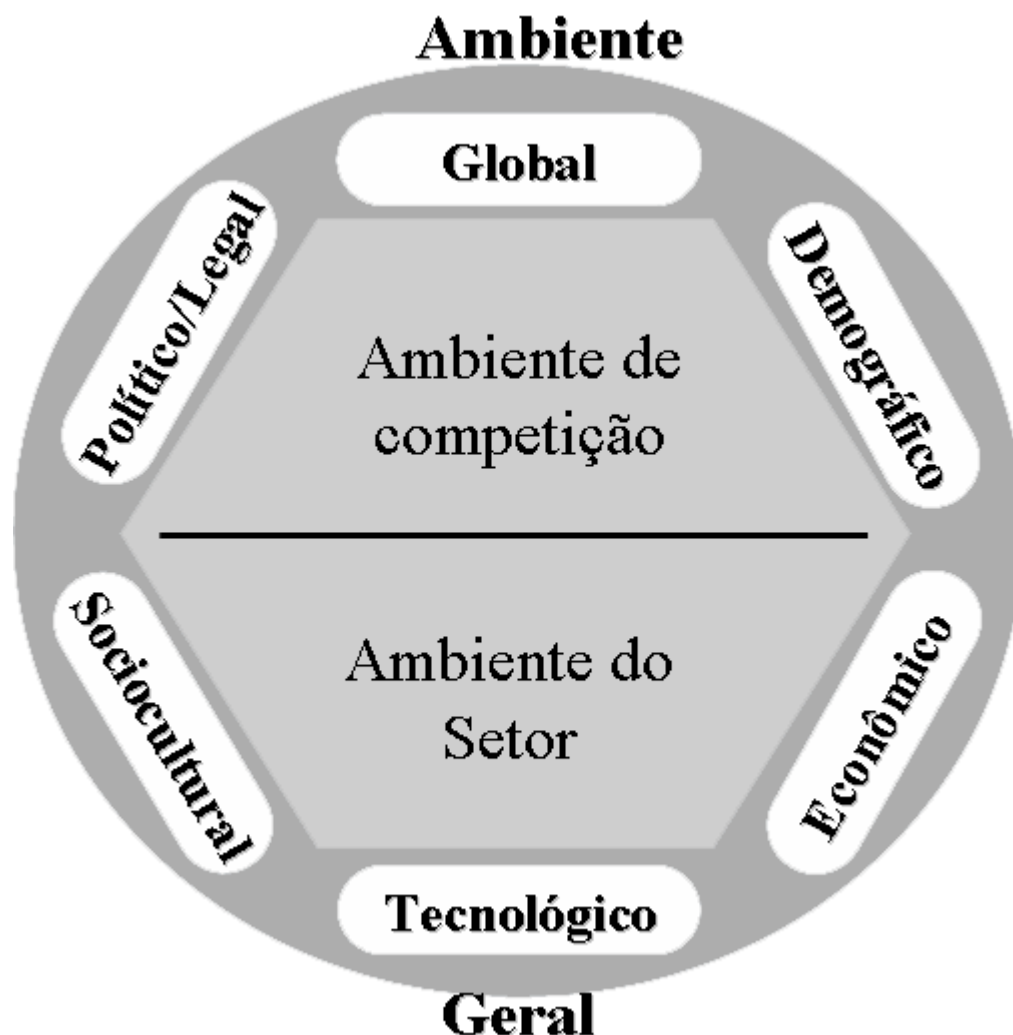 Ambiente
Global
Político/Legal
Demográfico
Ambiente de
competição
Ambiente do
Setor
Sociocultural
Econômico
Tecnológico
Geral